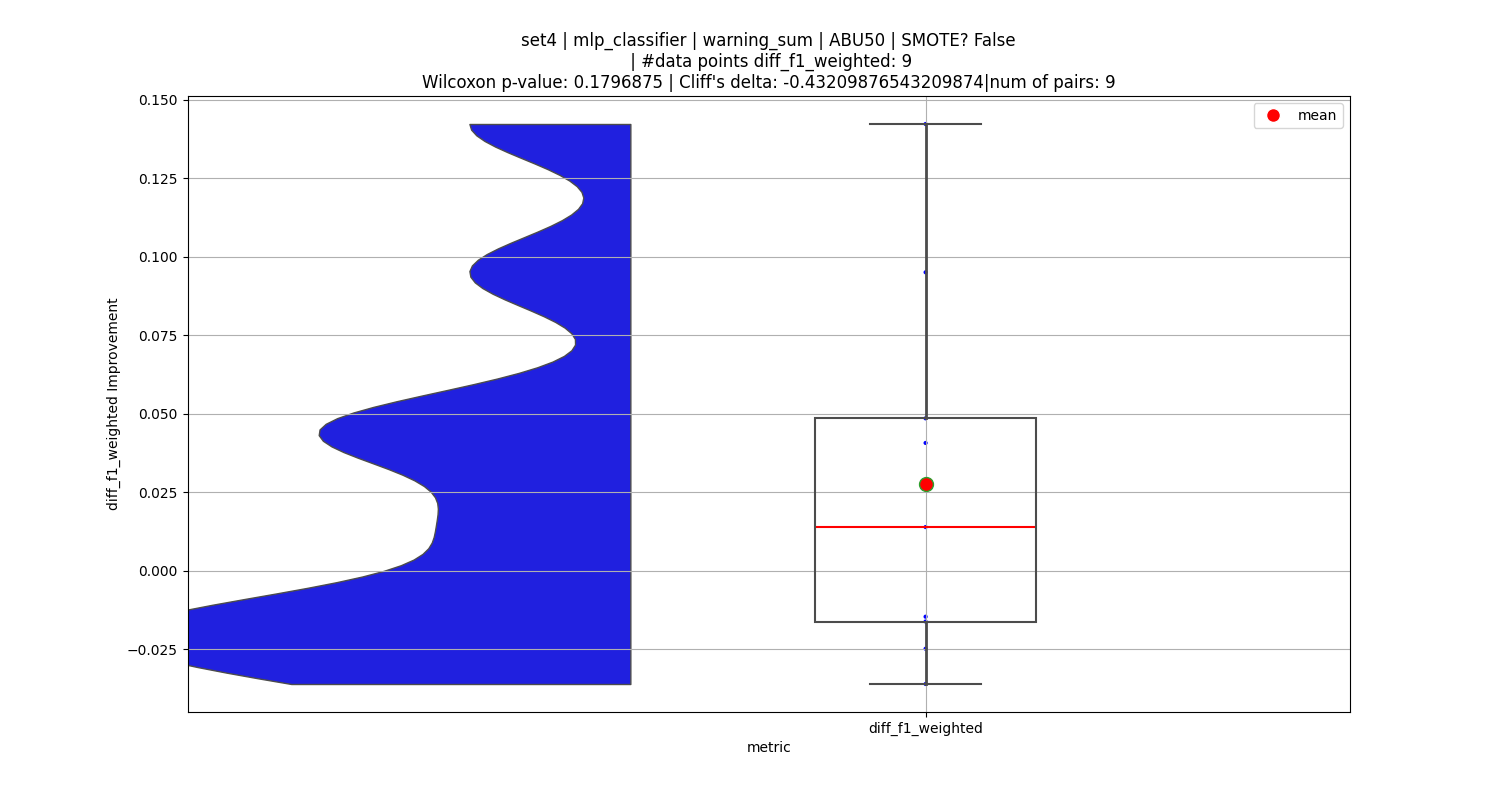 set4 | mlp_classifier | warning_sum | ABU50 | SMOTE? False
| #data points diff_f1_weighted: 9
Wilcoxon p-value: 0.1796875 | Cliff's delta: -0.43209876543209874|num of pairs: 9
mean
0.150
0.125
0.100
0.075
0.050
0.025
0.000
−0.025
diff_f1_weighted Improvement
diff_f1_weighted
metric